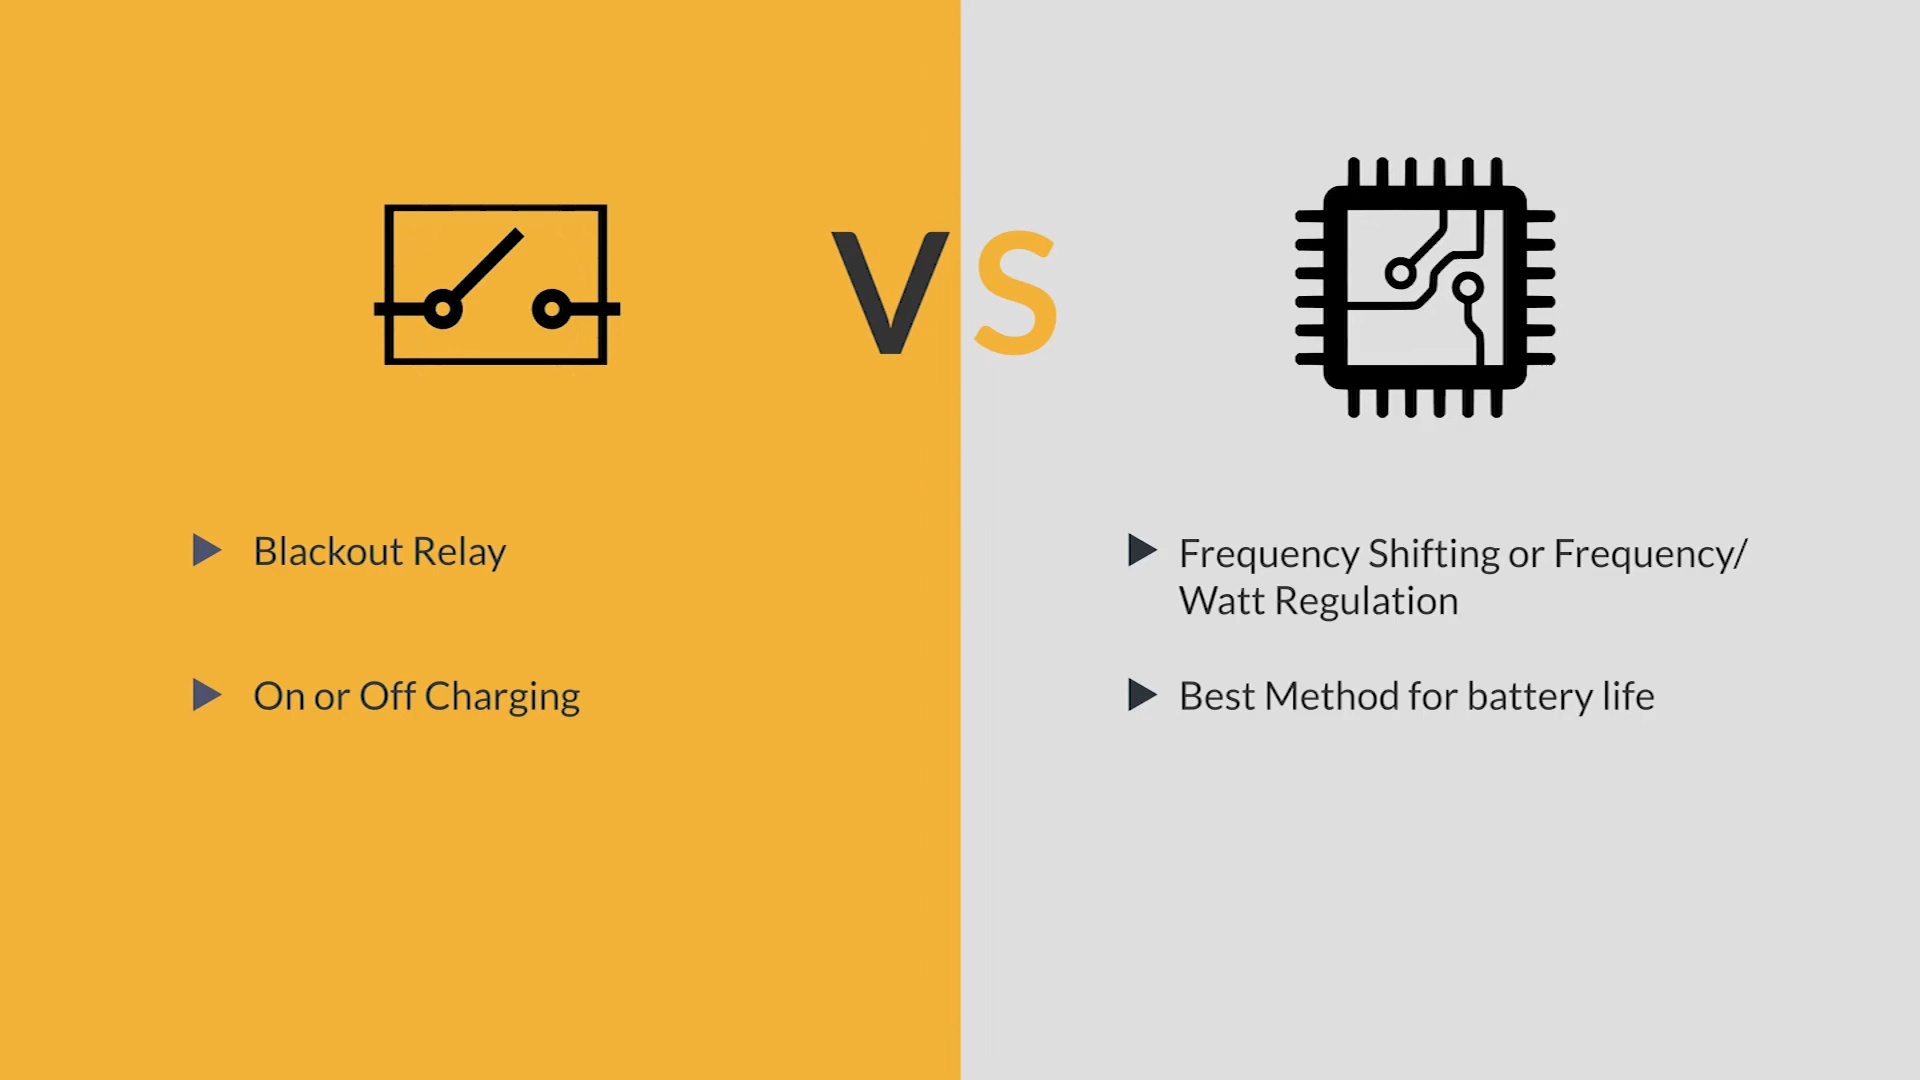 VS
Blackout Relay
On or Off Charging
Frequency Shifting or Frequency/
Watt Regulation
Best Method for battery life